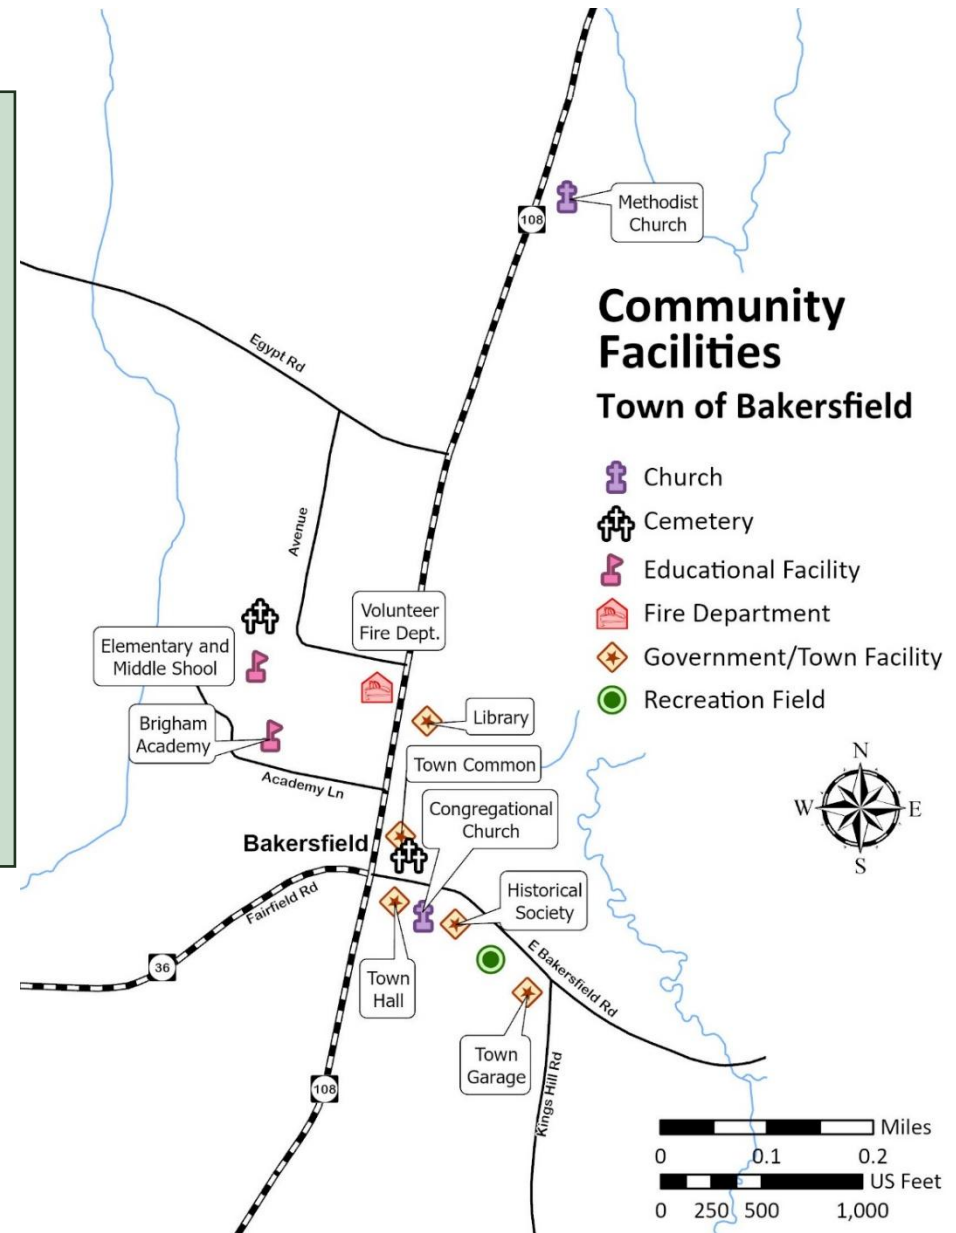 108
Methodist
Church
Community
Facilities
Town of Bakersfield
Egypt Rd
Church
Cemetery
Educational Facility
Fire Department
Government/Town Facility
Recreation Field
Avenue
Volunteer
Fire Dept.
Elementary and
Middle Shool
Library
Brigham
Academy
Town Common
Academy Ln
Congregational
Church
N
W
E
S
Bakersfield
Historical
Society
Fairfield Rd
E Bakersfield Rd
36
Town
Hall
Town
Garage
Kings Hill Rd
108
Miles
0 0.1 0.2
US Feet
0 250 500 1,000